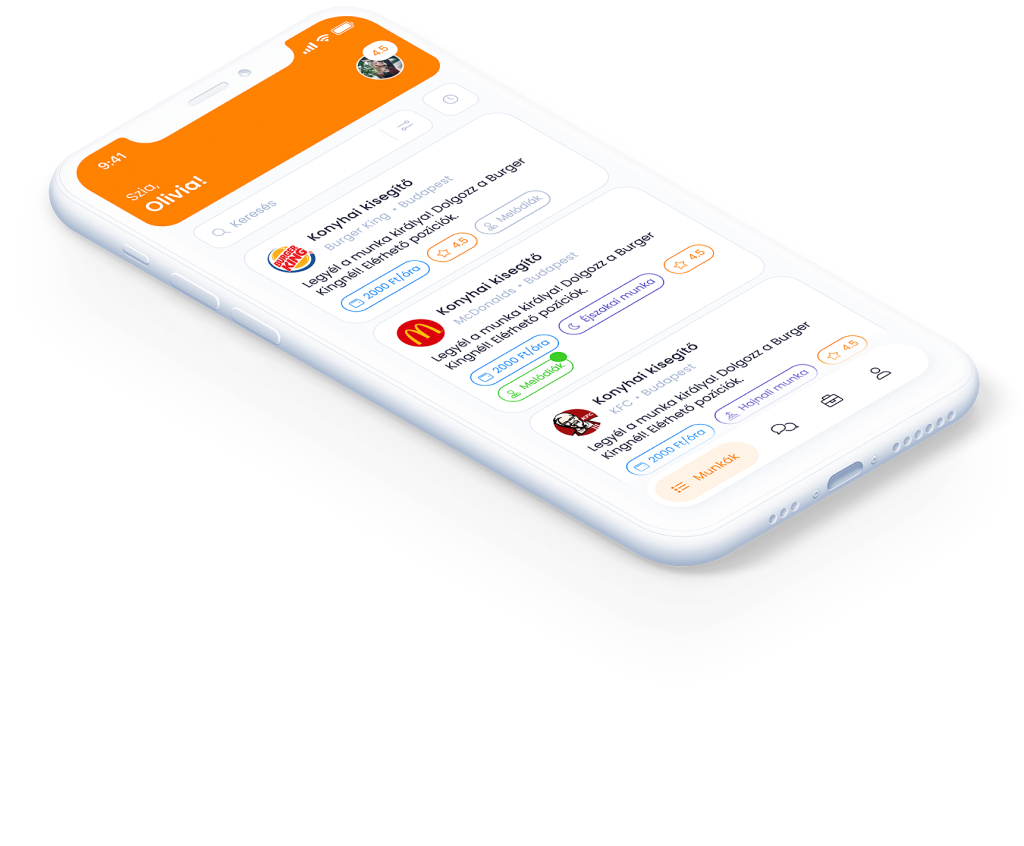 9:41
4.5
Szia,
Olivia!
Keresés
BURGER
KING
Konyhai kisegítő
Burger King • Budapest
Legyél a munka királya! Dolgozz a Burger
Kingnél! Elérhető pozíciók.
2000 Ft/óra
4.5
Melódiák
Konyhai kisegítő
McDonalds • Budapest
Legyél a munka királya! Dolgozz a Burger
Kingnél! Elérhető pozíciók.
2000 Ft/óra
Éjszakai munka
4.5
Melódiák
KFC
Konyhai kisegítő
KFC • Budapest
Legyél a munka királya! Dolgozz a Burger
Kingnél! Elérhető pozíciók.
2000 Ft/óra
Hajnali munka
4.5
Munkák